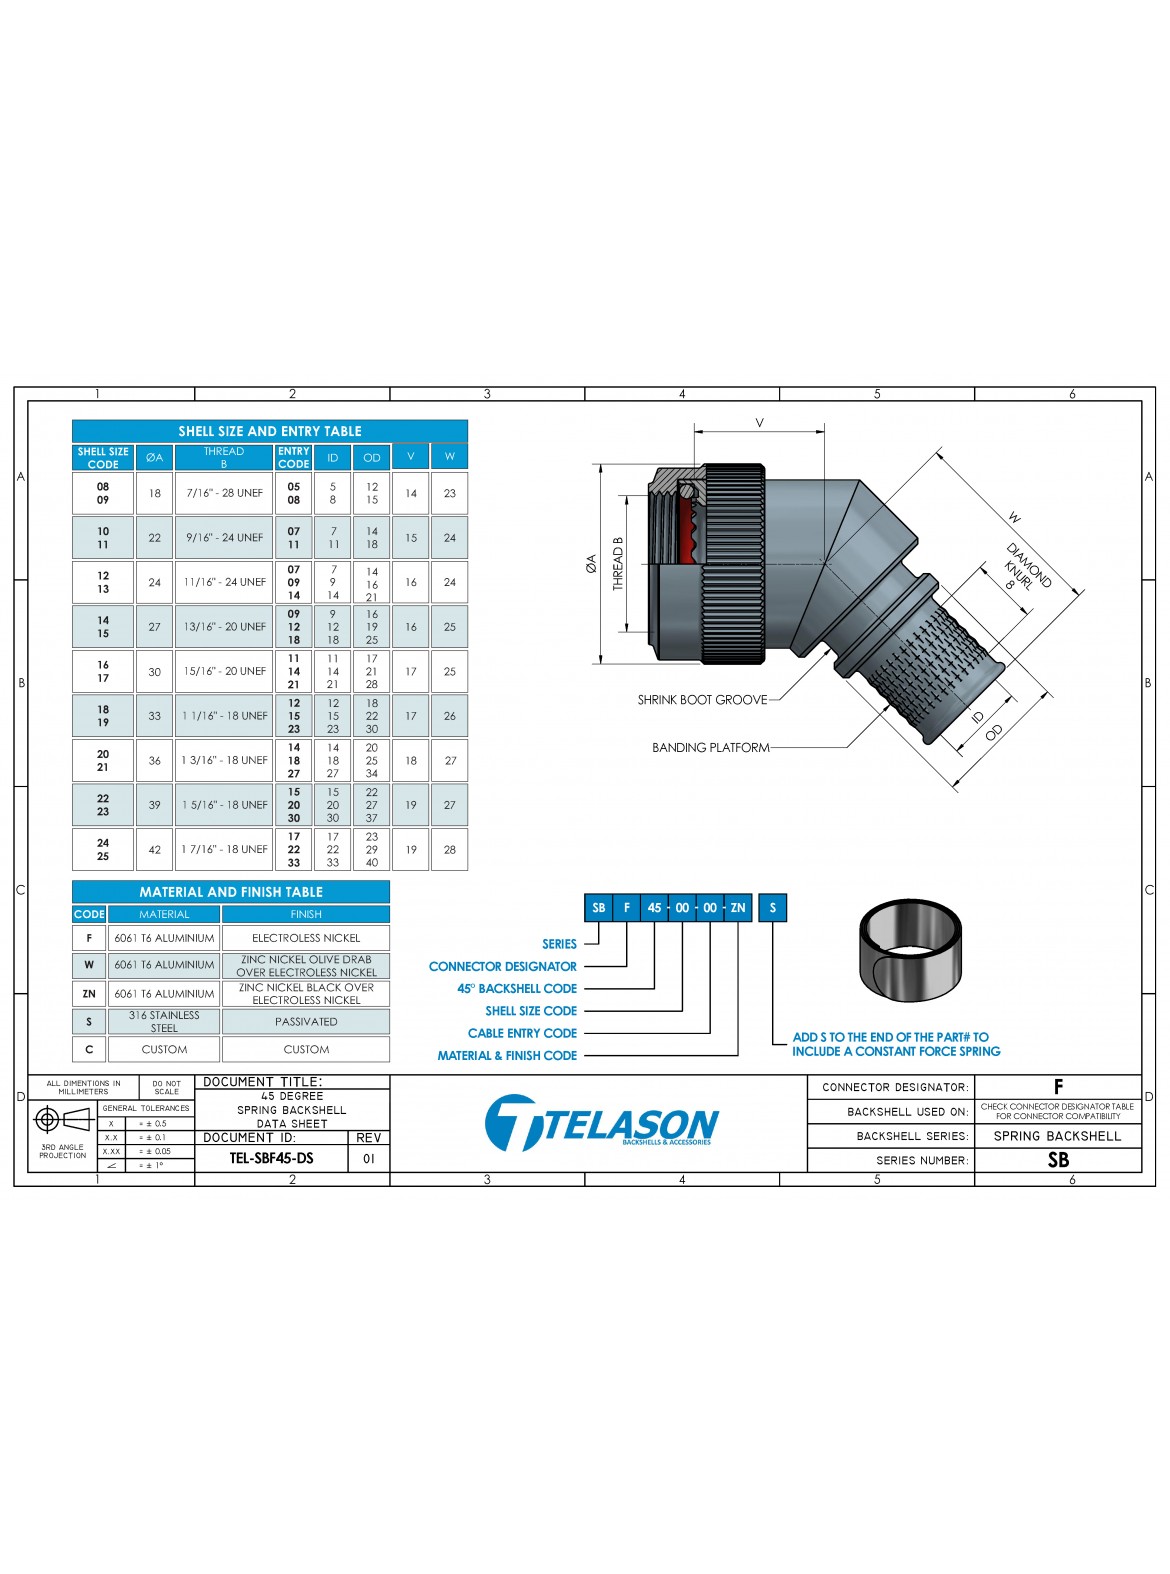 1 2 3 4 5 6
A A
B B
C C
D D
SHELL SIZE AND ENTRY TABLE
SHELL SIZE CODE ØA THREAD B ENTRY CODE ID OD V W
08 09 18 7/16" - 28 UNEF 05 08 5 8 12 15 14 23
10 11 22 9/16" - 24 UNEF 07 11 7 11 14 18 15 24
12 13 24 11/16" - 24 UNEF 07 09 14 7 9 14 14 16 21 16 24
14 15 27 13/16" - 20 UNEF 09 12 18 9 12 18 16 19 25 16 25
16 17 30 15/16" - 20 UNEF 11 14 21 11 14 21 17 21 28 17 25
18 19 33 1 1/16" - 18 UNEF 12 15 23 12 15 23 18 22 30 17 26
20 21 36 1 3/16" - 18 UNEF 14 18 27 14 18 27 20 25 34 18 27
22 23 39 1 5/16" - 18 UNEF 15 20 30 15 20 30 22 27 37 19 27
24 25 42 1 7/16" - 18 UNEF 17 22 33 17 22 33 23 29 40 19 28
V
W
ØA
THREAD B
DIAMOND
KNURL
8
ID
OD
SHRINK BOOT GROOVE
BANDING PLATFORM
MATERIAL AND FINISH TABLE
CODE MATERIAL FINISH
F 6061 T6 ALUMINIUM ELECTROLESS NICKEL
W 6061 T6 ALUMINIUM ZINC NICKEL OLIVE DRAB OVER ELECTROLESS NICKEL
ZN 6061 T6 ALUMINIUM ZINC NICKEL BLACK OVER ELECTROLESS NICKEL
S 316 STAINLESS STEEL PASSIVATED
C CUSTOM CUSTOM
SB F 45 - 00 - 00 - ZN S
SERIES
CONNECTOR DESIGNATOR
45° BACKSHELL CODE
SHELL SIZE CODE
CABLE ENTRY CODE
MATERIAL & FINISH CODE
ADD S TO THE END OF THE PART# TO
INCLUDE A CONSTANT FORCE SPRING
ALL DIMENTIONS IN
MILLIMETERS
DO NOT
SCALE
GENERAL TOLERANCES
X = ± 0.5
X.X = ± 0.1
X.XX = ± 0.05
∠ = ± 1°
3RD ANGLE
PROJECTION
DOCUMENT TITLE:
45 DEGREE
SPRING BACKSHELL
DATA SHEET
DOCUMENT ID: REV
TEL-SBF45-DS 01
TELASON
BACKSHELLS & ACCESSORIES
CONNECTOR DESIGNATOR: F
BACKSHELL USED ON: CHECK CONNECTOR DESIGNATOR TABLE
FOR CONNECTOR COMPATIBILITY
BACKSHELL SERIES: SPRING BACKSHELL
SERIES NUMBER: SB
1 2 3 4 5 6